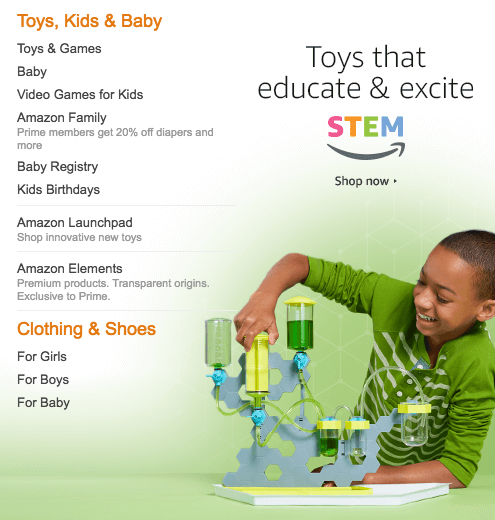 Toys, Kids & Baby
Toys & Games
Baby
Video Games for Kids
Amazon Family
Prime members get 20% off diapers and
more
Baby Registry
Kids Birthdays
Amazon Launchpad
Shop innovative new toys
Amazon Elements
Premium products. Transparent origins.
Exclusive to Prime.
Clothing & Shoes
For Girls
For Boys
For Baby
Toys that
educate & excite
STEM
Shop now